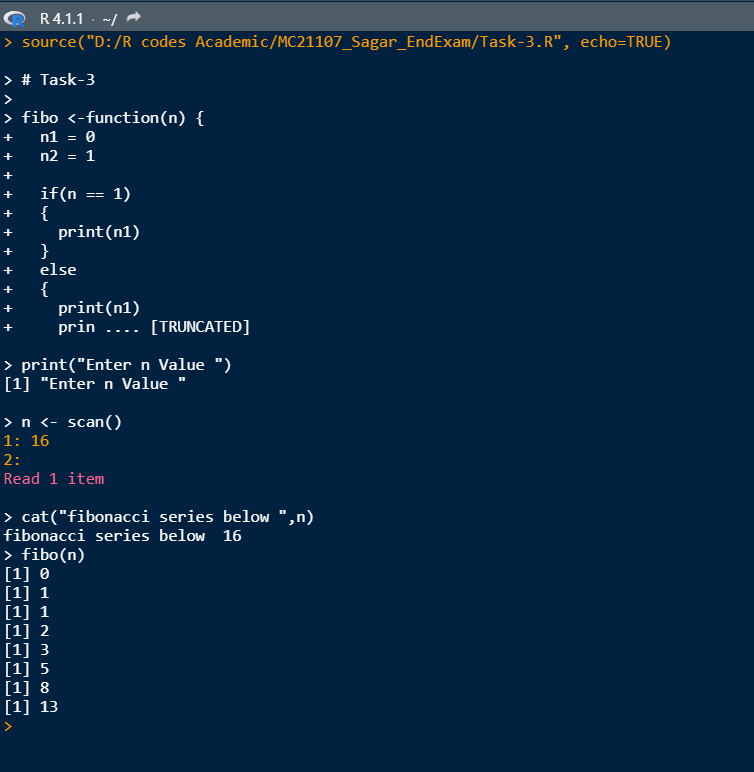 R 4.1.1 · ~/
> source("D:/R codes Academic/MC21107_Sagar_EndExam/Task-3.R", echo=TRUE)

> # Task-3
>
> fibo <-function(n) {
+   n1 = 0
+   n2 = 1
+
+   if(n == 1)
+   {
+     print(n1)
+   }
+   else
+   {
+     print(n1)
+     prin .... [TRUNCATED]

> print("Enter n Value ")
[1] "Enter n Value "

> n <- scan()
1: 16
2:
Read 1 item

> cat("fibonacci series below ",n)
fibonacci series below  16
> fibo(n)
[1] 0
[1] 1
[1] 1
[1] 2
[1] 3
[1] 5
[1] 8
[1] 13
>